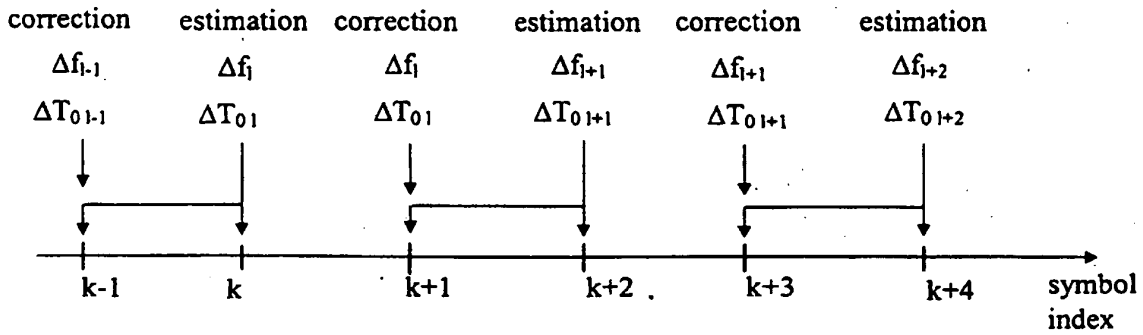 correction estimation correction estimation correction estimation
Δf_{l-1} Δf_l Δf_l Δf_{l+1} Δf_{l+1} Δf_{l+2}
ΔT_{0 l-1} ΔT_{0 l} ΔT_{0 l} ΔT_{0 l+1} ΔT_{0 l+1} ΔT_{0 l+2}
k-1 k k+1 k+2 k+3 k+4 symbol
index